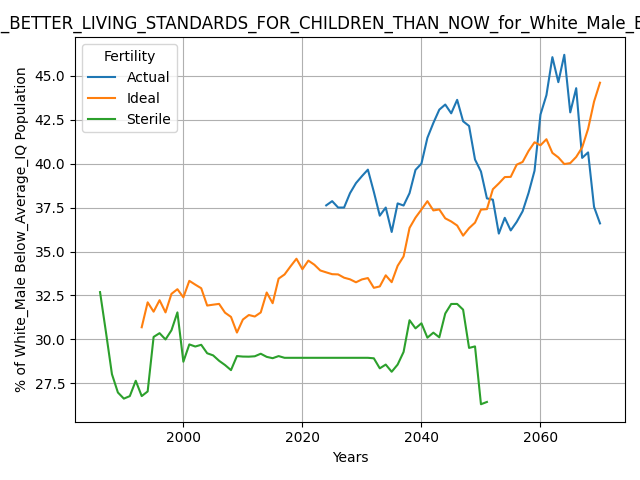 _BETTER_LIVING_STANDARDS_FOR_CHILDREN_THAN_NOW_for_White_Male_B
Fertility
Actual
Ideal
Sterile
45.0
42.5
40.0
37.5
35.0
32.5
30.0
27.5
% of White_Male Below_Average_IQ Population
2000
2020
2040
2060
Years